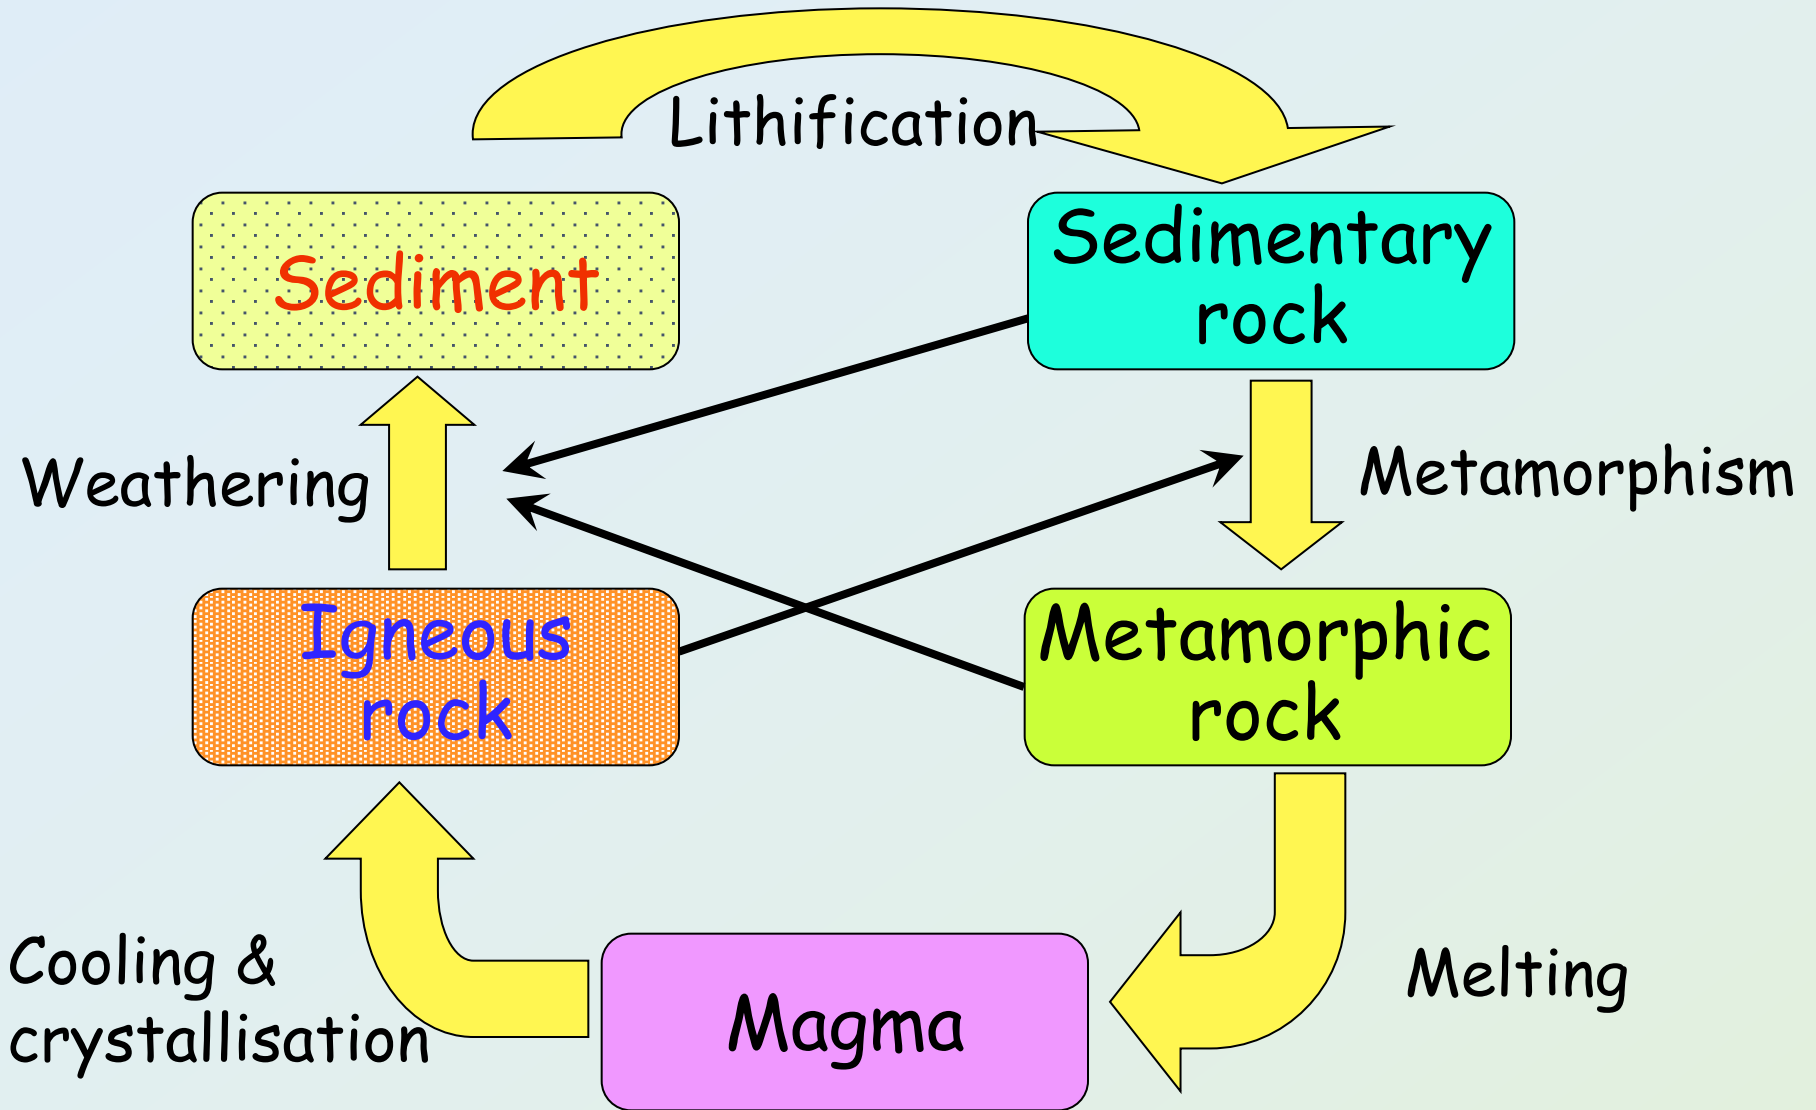 Lithification
Sediment
Sedimentary
rock
Weathering
Metamorphism
Igneous
rock
Metamorphic
rock
Cooling &
crystallisation
Magma
Melting